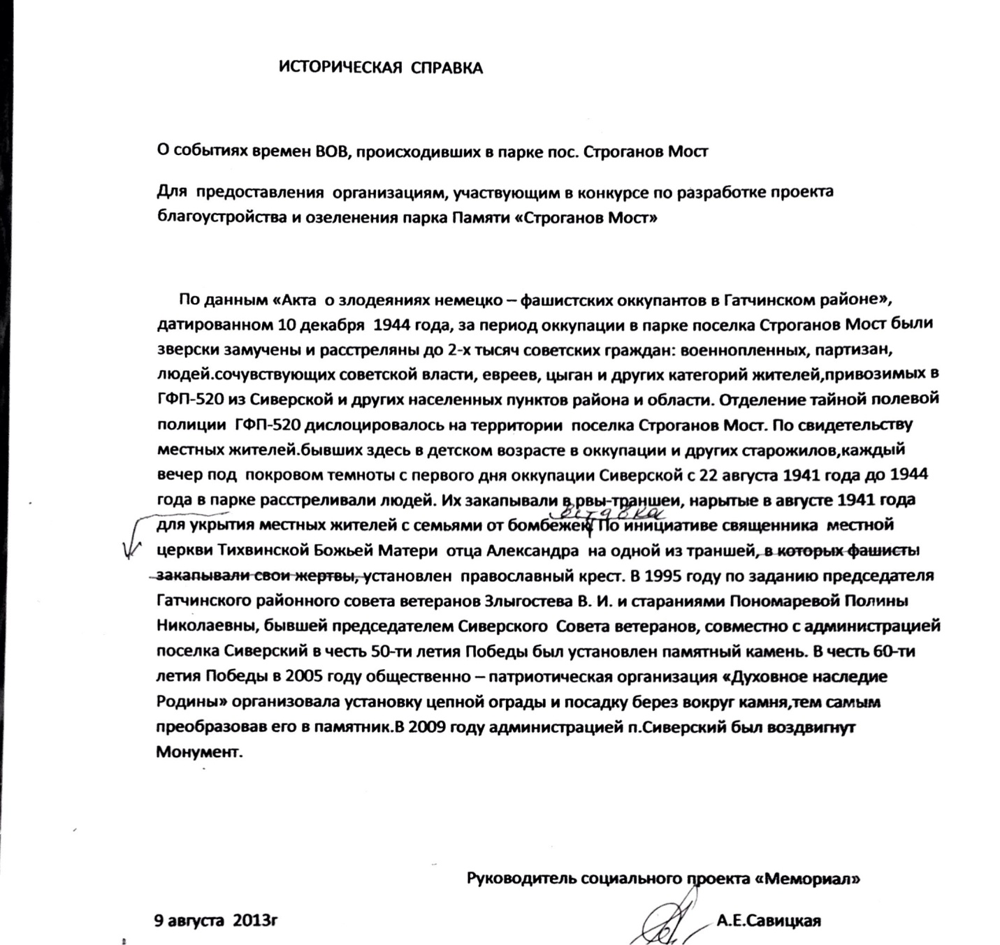 ИСТОРИЧЕСКАЯ СПРАВКА
О событиях времен ВОВ, происходивших в парке пос. Строганов Мост
Для предоставления организациям, участвующим в конкурсе по разработке проекта
благоустройства и озеленения парка Памяти «Строганов Мост»
По данным «Акта о злодеяниях немецко – фашистских оккупантов в Гатчинском районе»,
датированном 10 декабря 1944 года, за период оккупации в парке поселка Строганов Мост были
зверски замучены и расстреляны до 2-х тысяч советских граждан: военнопленных, партизан,
людей.сочувствующих советской власти, евреев, цыган и других категорий жителей,привозимых в
ГФП-520 из Сиверской и других населенных пунктов района и области. Отделение тайной полевой
полиции ГФП-520 дислоцировалось на территории поселка Строганов Мост. По свидетельству
местных жителей.бывших здесь в детском возрасте в оккупации и других старожилов,каждый
вечер под покровом темноты с первого дня оккупации Сиверской с 22 августа 1941 года до 1944
года в парке расстреливали людей. Их закапывали в рвы-траншеи, нарытые в августе 1941 года
вставка
для укрытия местных жителей с семьями от бомбежек. По инициативе священника местной
церкви Тихвинской Божьей Матери отца Александра на одной из траншей, в которых фашисты
закапывали свои жертвы, установлен православный крест. В 1995 году по заданию председателя
Гатчинского районного совета ветеранов Злыгостева В. И. и стараниями Пономаревой Полины
Николаевны, бывшей председателем Сиверского Совета ветеранов, совместно с администрацией
поселка Сиверский в честь 50-ти летия Победы был установлен памятный камень. В честь 60-ти
летия Победы в 2005 году общественно – патриотическая организация «Духовное наследие
Родины» организовала установку цепной ограды и посадку берез вокруг камня,тем самым
преобразовав его в памятник.В 2009 году администрацией п.Сиверский был воздвигнут
Монумент.
Руководитель социального проекта «Мемориал»
9 августа 2013г А.Е.Савицкая